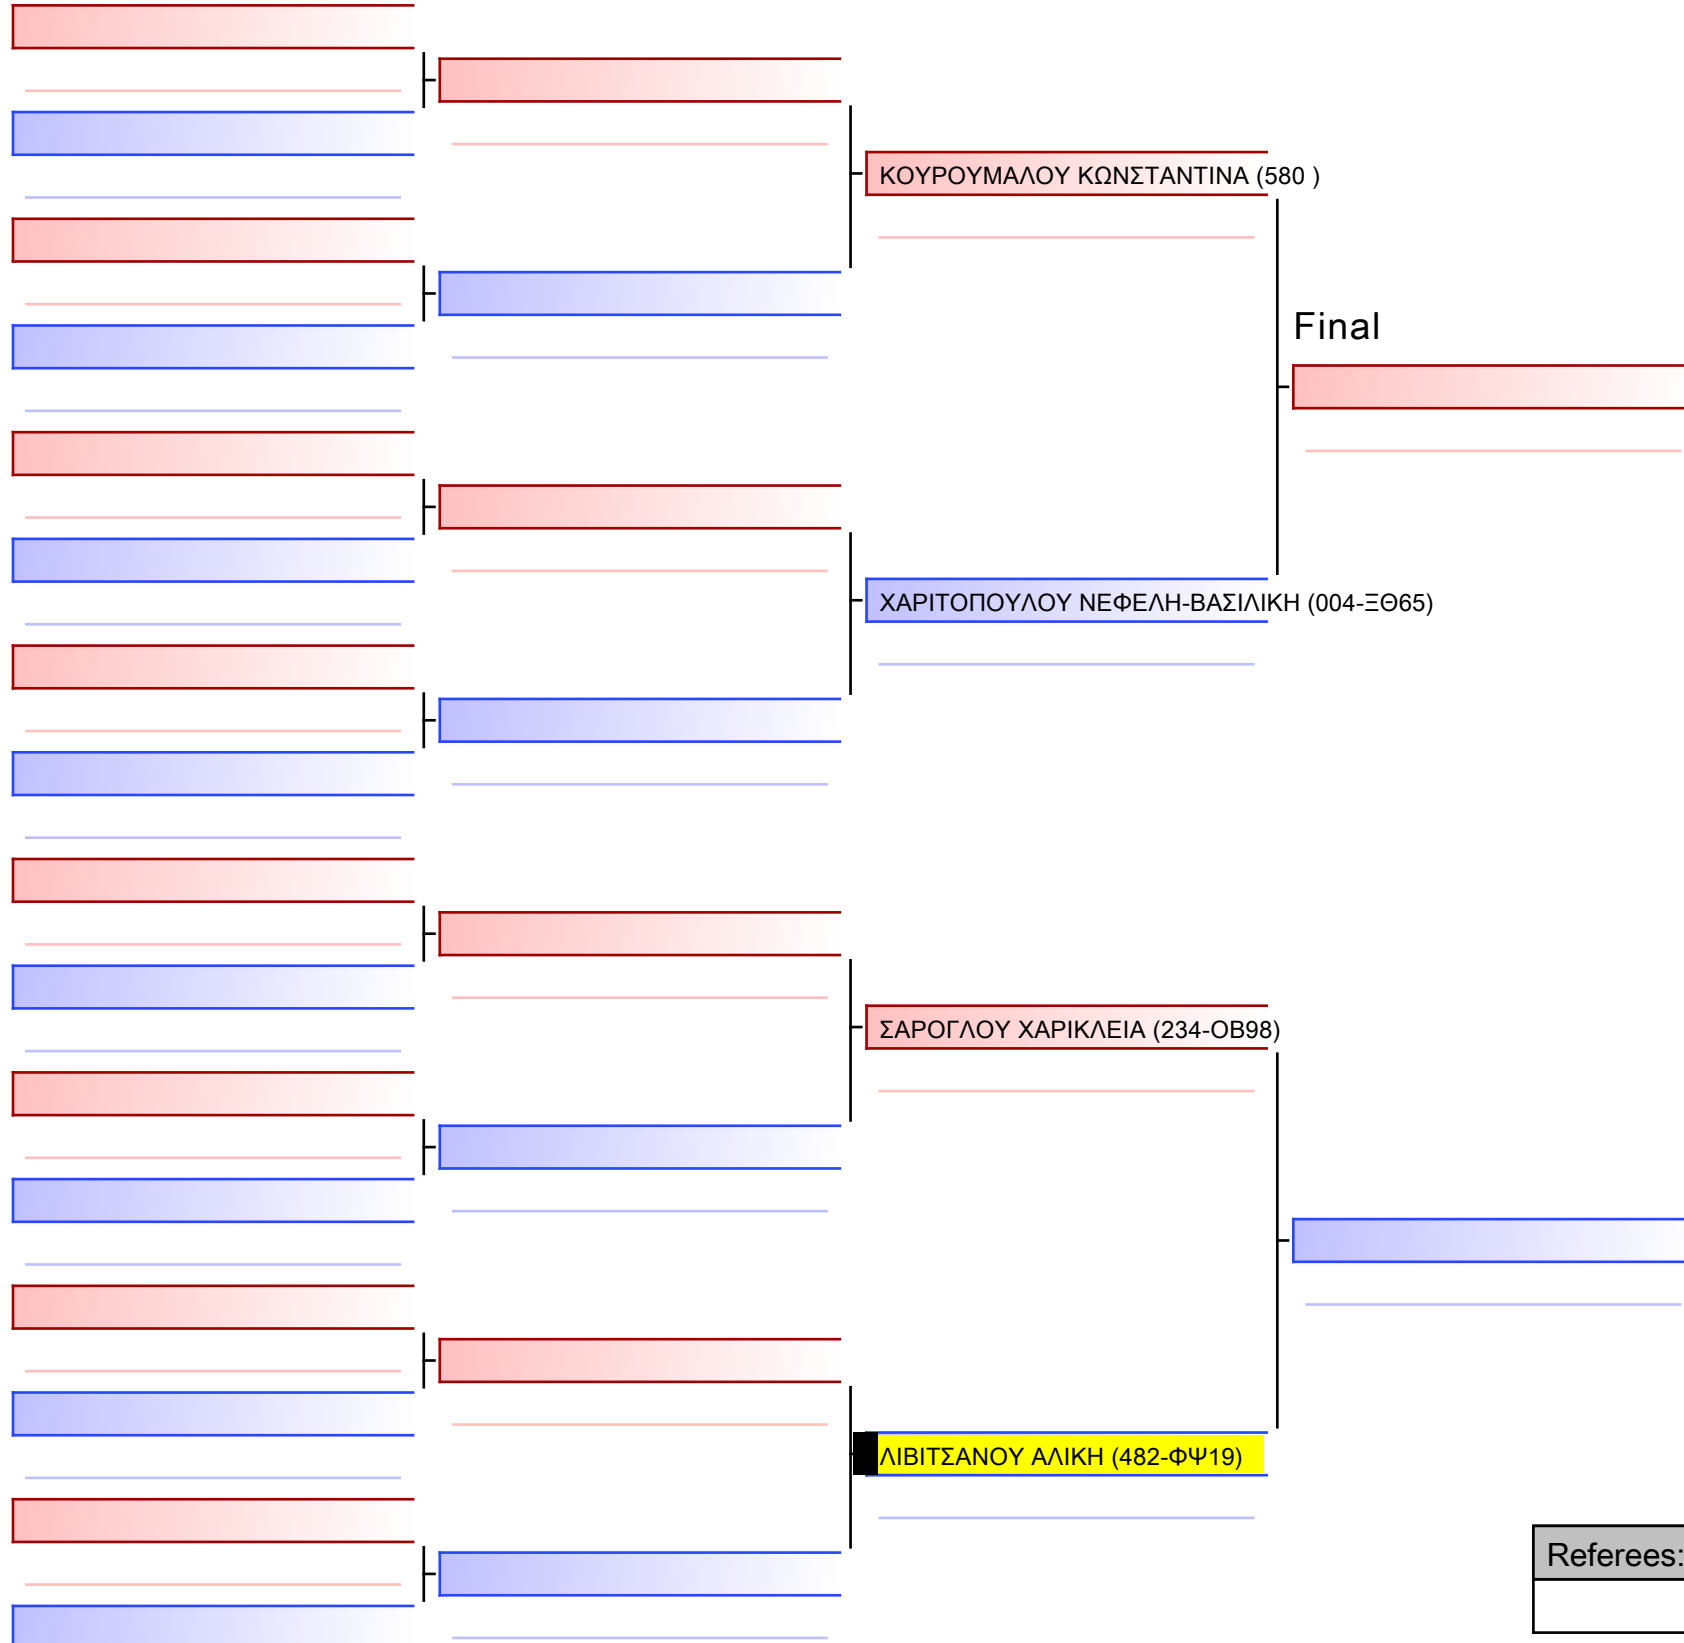 ΚΟΥΡΟΥΜΑΛΟΥ ΚΩΝΣΤΑΝΤΙΝΑ (580 )
Final
ΧΑΡΙΤΟΠΟΥΛΟΥ ΝΕΦΕΛΗ-ΒΑΣΙΛΙΚΗ (004-ΞΘ65)
ΣΑΡΟΓΛΟΥ ΧΑΡΙΚΛΕΙΑ (234-ΟΒ98)
ΛΙΒΙΤΣΑΝΟΥ ΑΛΙΚΗ (482-ΦΨ19)
Referees: